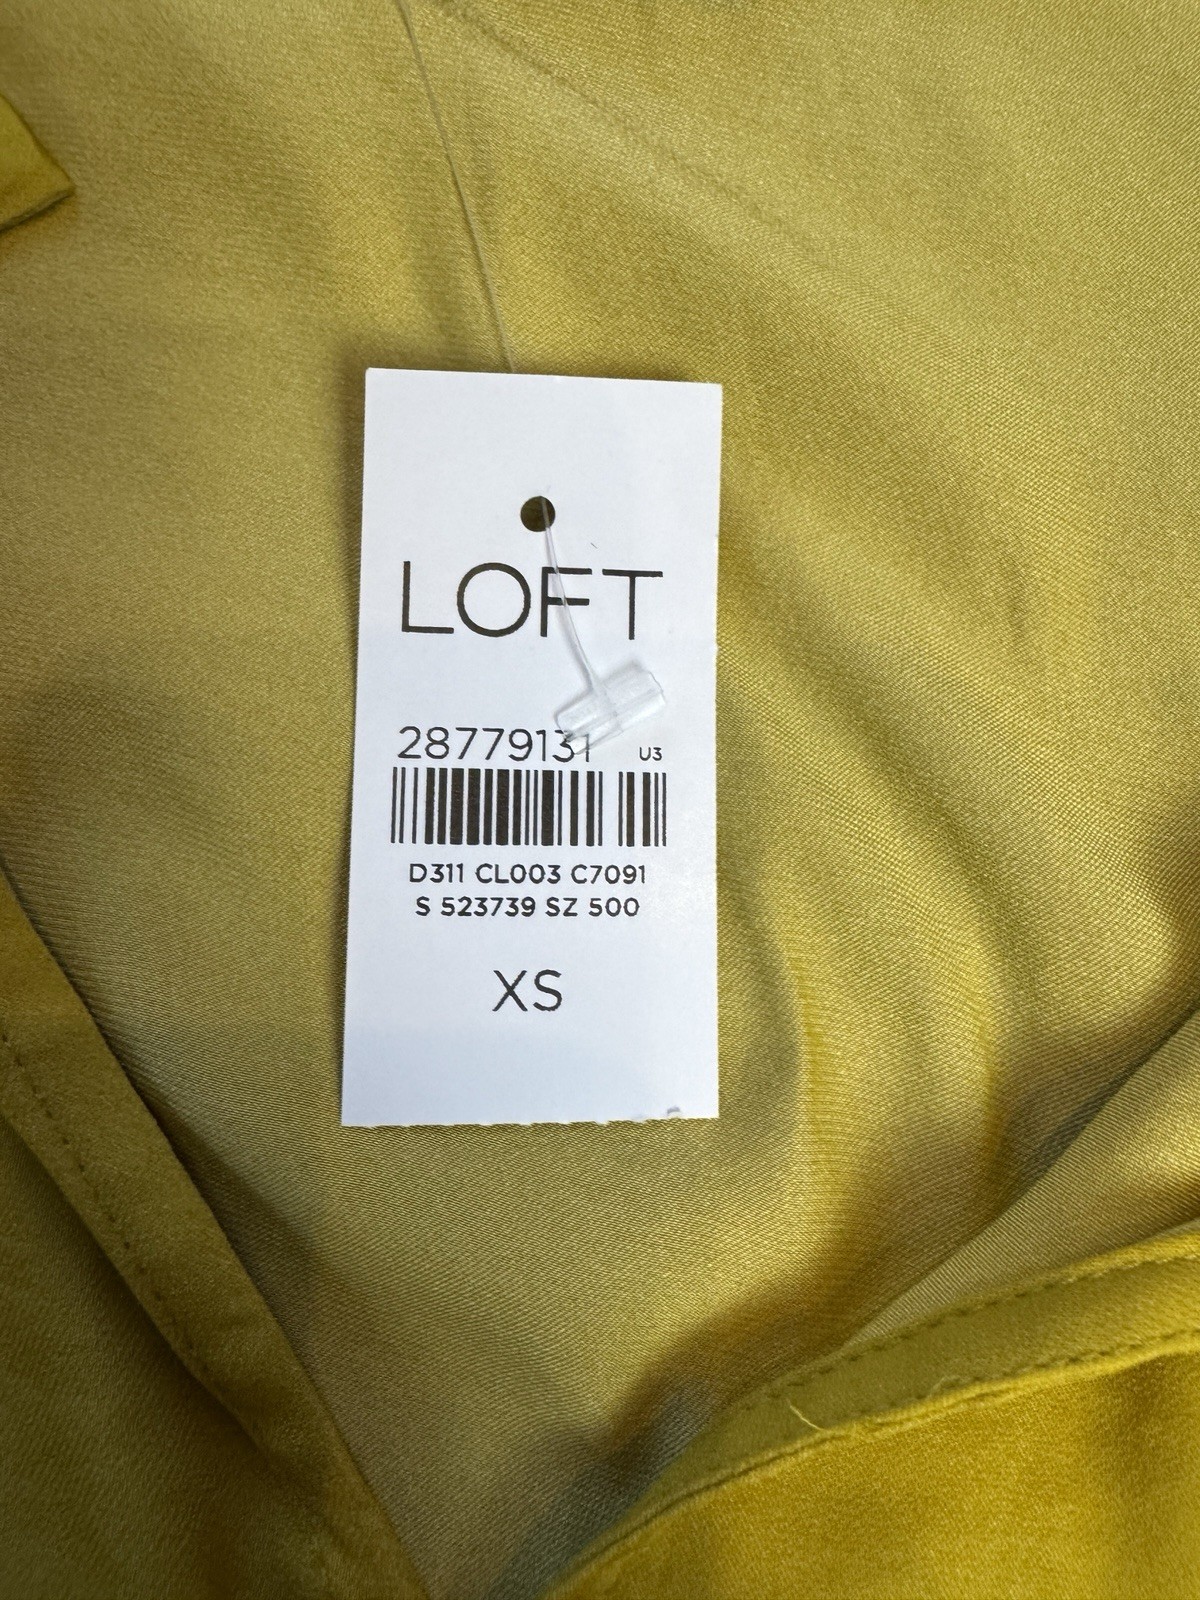 LOFT
28779131 U3
D311 CL003 C7091
S 523739 SZ 500
XS